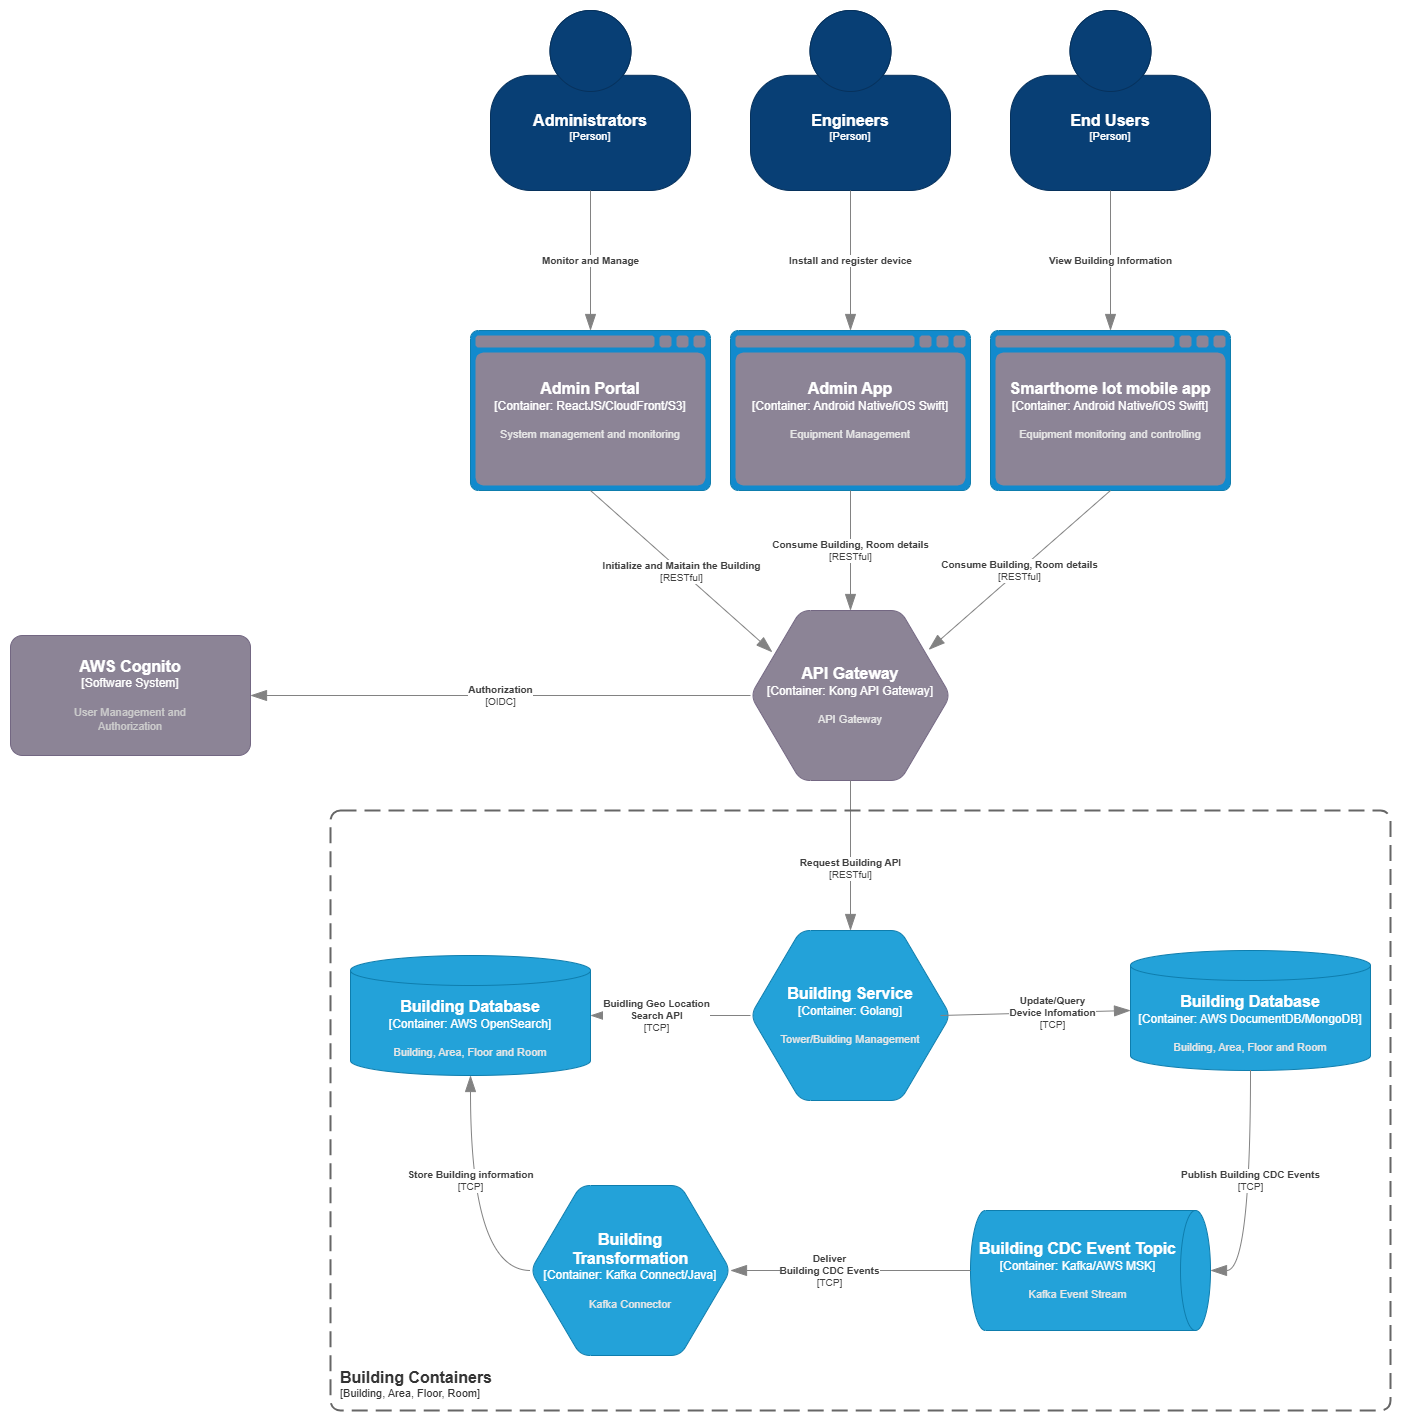 Administrators
[Person]
Engineers
[Person]
End Users
[Person]
Monitor and Manage
Install and register device
View Building Information
Admin Portal
[Container: ReactJS/CloudFront/S3]
System management and monitoring
Admin App
[Container: Android Native/iOS Swift]
Equipment Management
Smarthome Iot mobile app
[Container: Android Native/iOS Swift]
Equipment monitoring and controlling
Initialize and Maitain the Building
[RESTful]
Consume Building, Room details
[RESTful]
Consume Building, Room details
[RESTful]
AWS Cognito
[Software System]
User Management and
Authorization
Authorization
[OIDC]
API Gateway
[Container: Kong API Gateway]
API Gateway
Request Building API
[RESTful]
Building Database
[Container: AWS OpenSearch]
Building, Area, Floor and Room
Buidling Geo Location
Search API
[TCP]
Building Service
[Container: Golang]
Tower/Building Management
Update/Query
Device Infomation
[TCP]
Building Database
[Container: AWS DocumentDB/MongoDB]
Building, Area, Floor and Room
Store Building information
[TCP]
Publish Building CDC Events
[TCP]
Building
Transformation
[Container: Kafka Connect/Java]
Kafka Connector
Deliver
Building CDC Events
[TCP]
Building CDC Event Topic
[Container: Kafka/AWS MSK]
Kafka Event Stream
Building Containers
[Building, Area, Floor, Room]